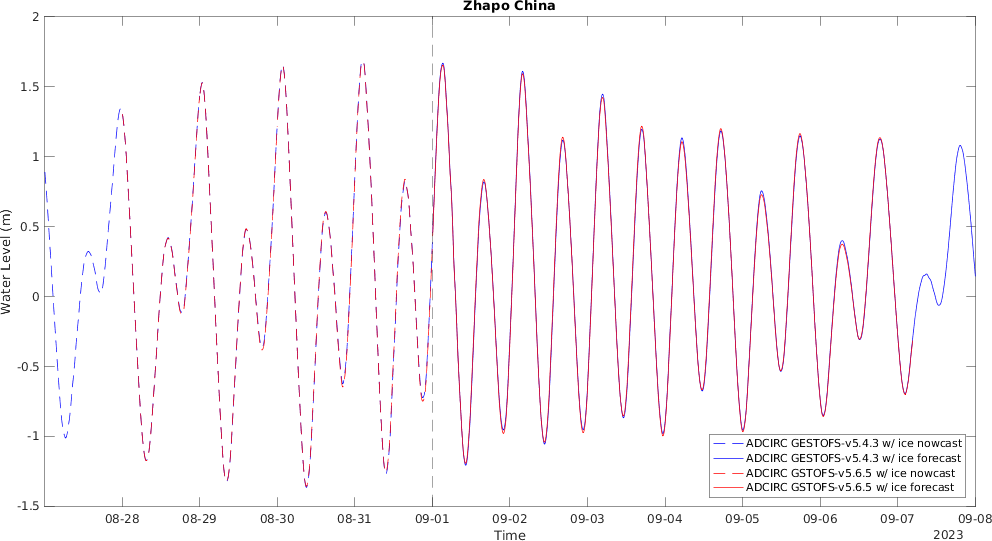 Zhapo China
2
1.5
1
0.5
0
-0.5
-1
-1.5
Water Level (m)
ADCIRC GESTOFS-v5.4.3 w/ ice nowcast
ADCIRC GESTOFS-v5.4.3 w/ ice forecast
ADCIRC GSTOFS-v5.6.5 w/ ice nowcast
ADCIRC GSTOFS-v5.6.5 w/ ice forecast
08-28 08-29 08-30 08-31 09-01 09-02 09-03 09-04 09-05 09-06 09-07 09-08
Time
2023